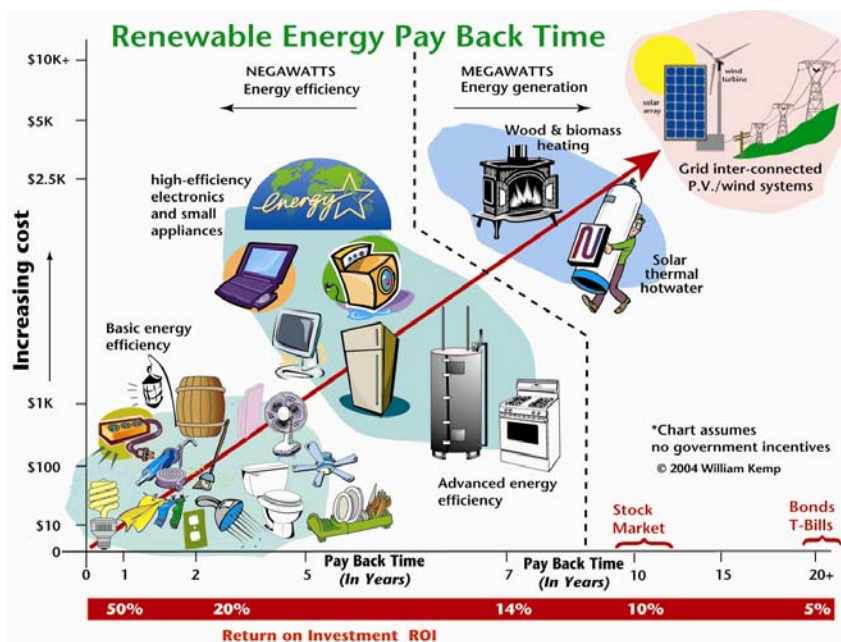 Renewable Energy Pay Back Time
$10K+
$5K
$2.5K
$1K
$100
$10
0
Increasing cost
NEGAWATTS
Energy efficiency
MEGAWATTS
Energy generation
wind
turbine
solar
array
Grid inter-connected
P.V./wind systems
Wood & biomass
heating
Solar
thermal
hotwater
high-efficiency
electronics
and small
appliances
energy
Basic energy
efficiency
Advanced energy
efficiency
*Chart assumes
no government incentives
© 2004 William Kemp
Stock
Market
Bonds
T-Bills
0
1
2
5
Pay Back Time
(In Years)
7
Pay Back Time
(In Years)
10
15
20+
50%
20%
14%
10%
5%
Return on Investment ROI